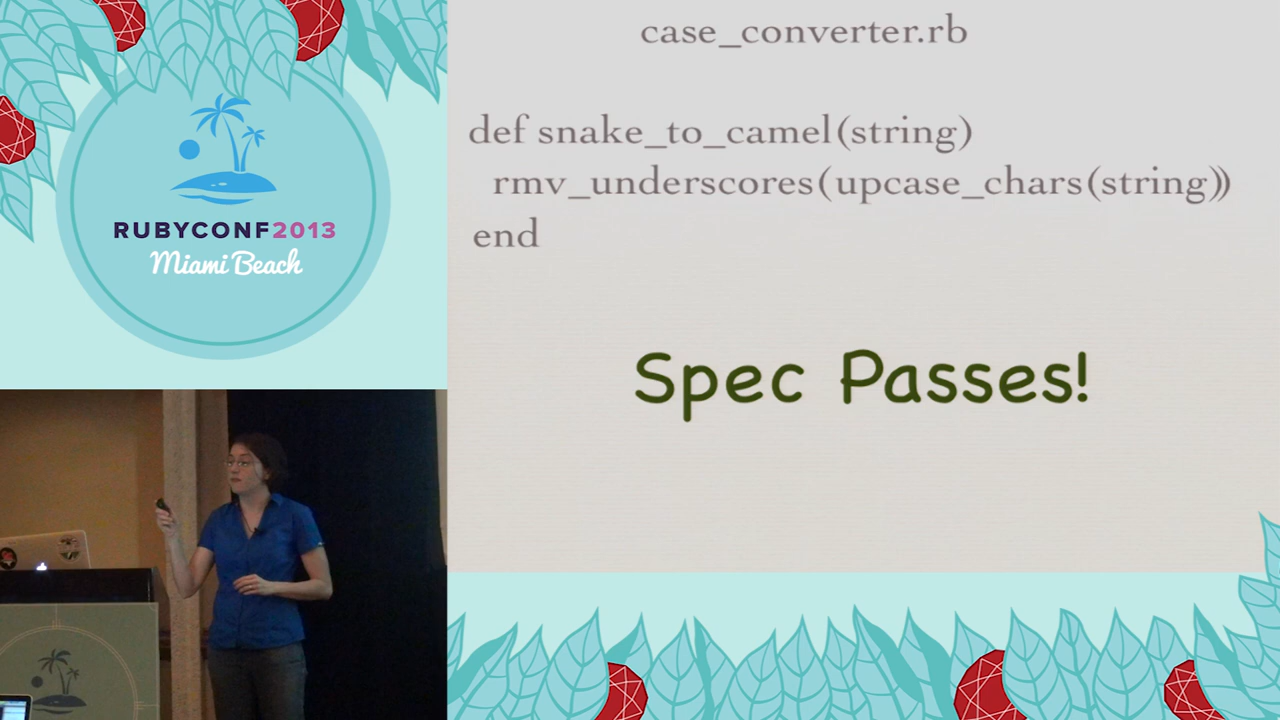 RUBYCONF2013
Miami Beach
case_converter.rb
def snake_to_camel(string)
rmv_underscores(upcase_chars(string))
end
Spec Passes!